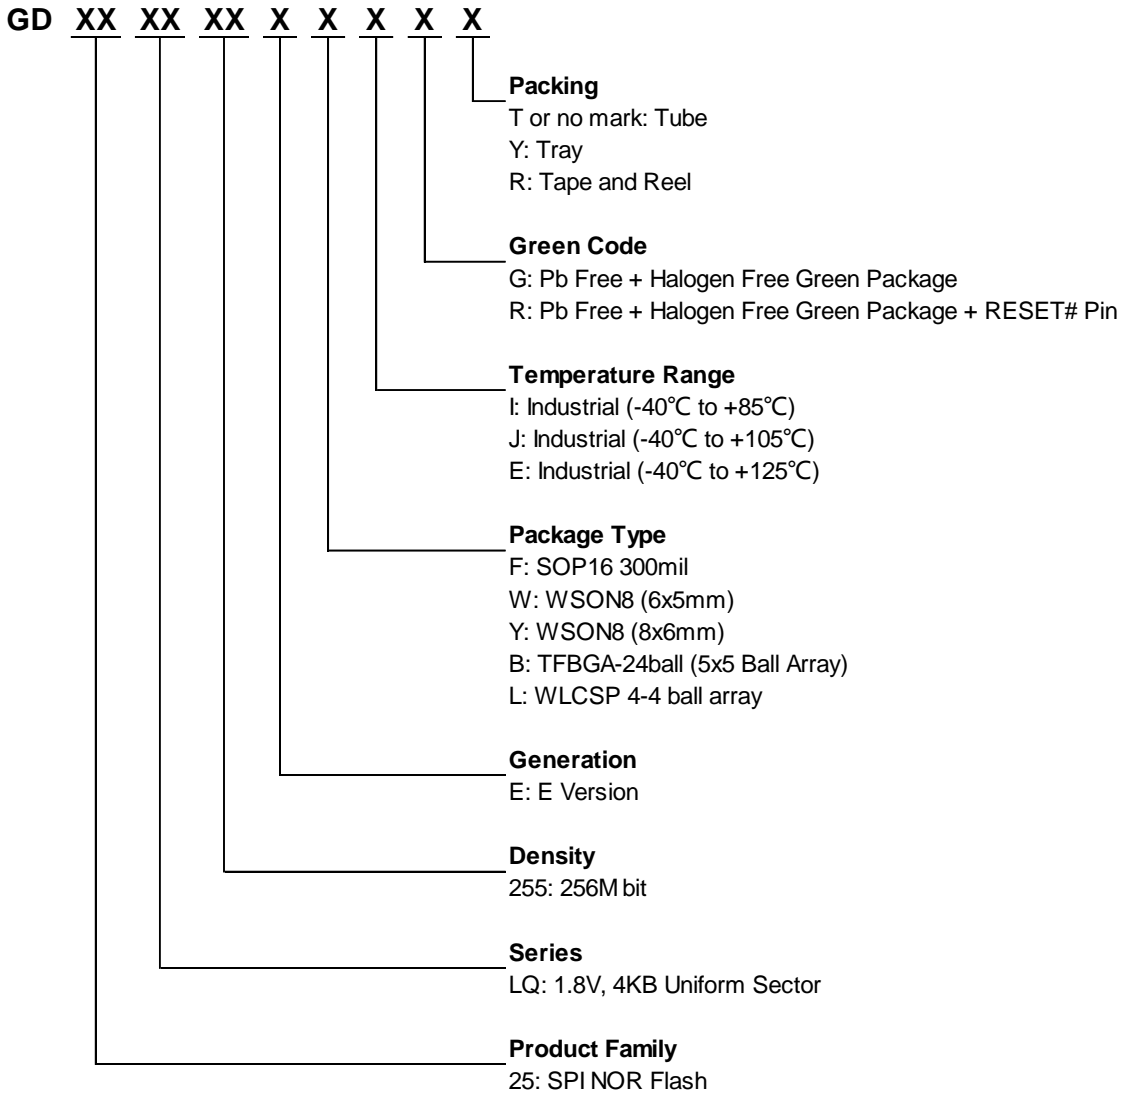 GD XX XX XX X X X X X
Packing
T or no mark: Tube
Y: Tray
R: Tape and Reel
Green Code
G: Pb Free + Halogen Free Green Package
R: Pb Free + Halogen Free Green Package + RESET# Pin
Temperature Range
I: Industrial (-40℃ to +85℃)
J: Industrial (-40℃ to +105℃)
E: Industrial (-40℃ to +125℃)
Package Type
F: SOP16 300mil
W: WSON8 (6x5mm)
Y: WSON8 (8x6mm)
B: TFBGA-24ball (5x5 Ball Array)
L: WLCSP 4-4 ball array
Generation
E: E Version
Density
255: 256M bit
Series
LQ: 1.8V, 4KB Uniform Sector
Product Family
25: SPI NOR Flash